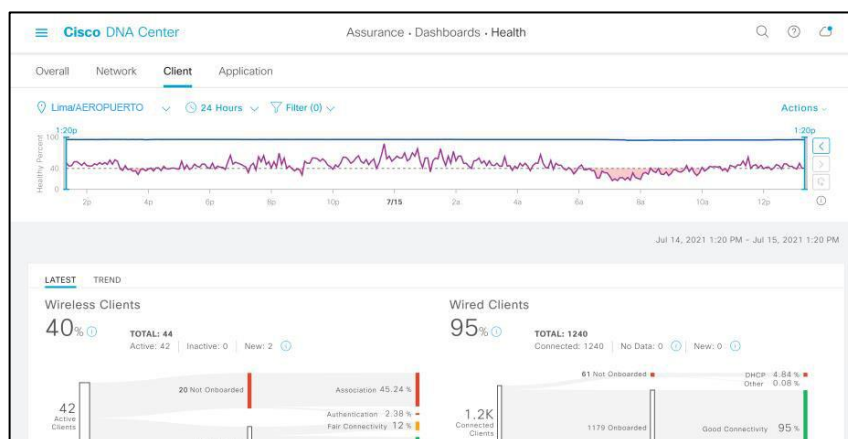 Cisco DNA Center
Assurance · Dashboards · Health
Overall Network Client Application
Lima/AEROPUERTO 24 Hours Filter (0) Actions
1:20p 1:20p
100
40
0
Healthy Percent
2p 4p 6p 8p 10p 7/15 2a 4a 6a 8a 10a 12p
Jul 14, 2021 1:20 PM – Jul 15, 2021 1:20 PM
LATEST TREND
Wireless Clients
40%
TOTAL: 44
Active: 42 Inactive: 0 New: 2
20 Not Onboarded
Association 45.24 %
Authentication 2.38 %
Fair Connectivity 12 %
42
Active
Clients
Wired Clients
95%
TOTAL: 1240
Connected: 1240 No Data: 0 New: 0
61 Not Onboarded
DHCP 4.84 %
Other 0.08 %
1.2K
Connected
Clients
1179 Onboarded
Good Connectivity 95 %